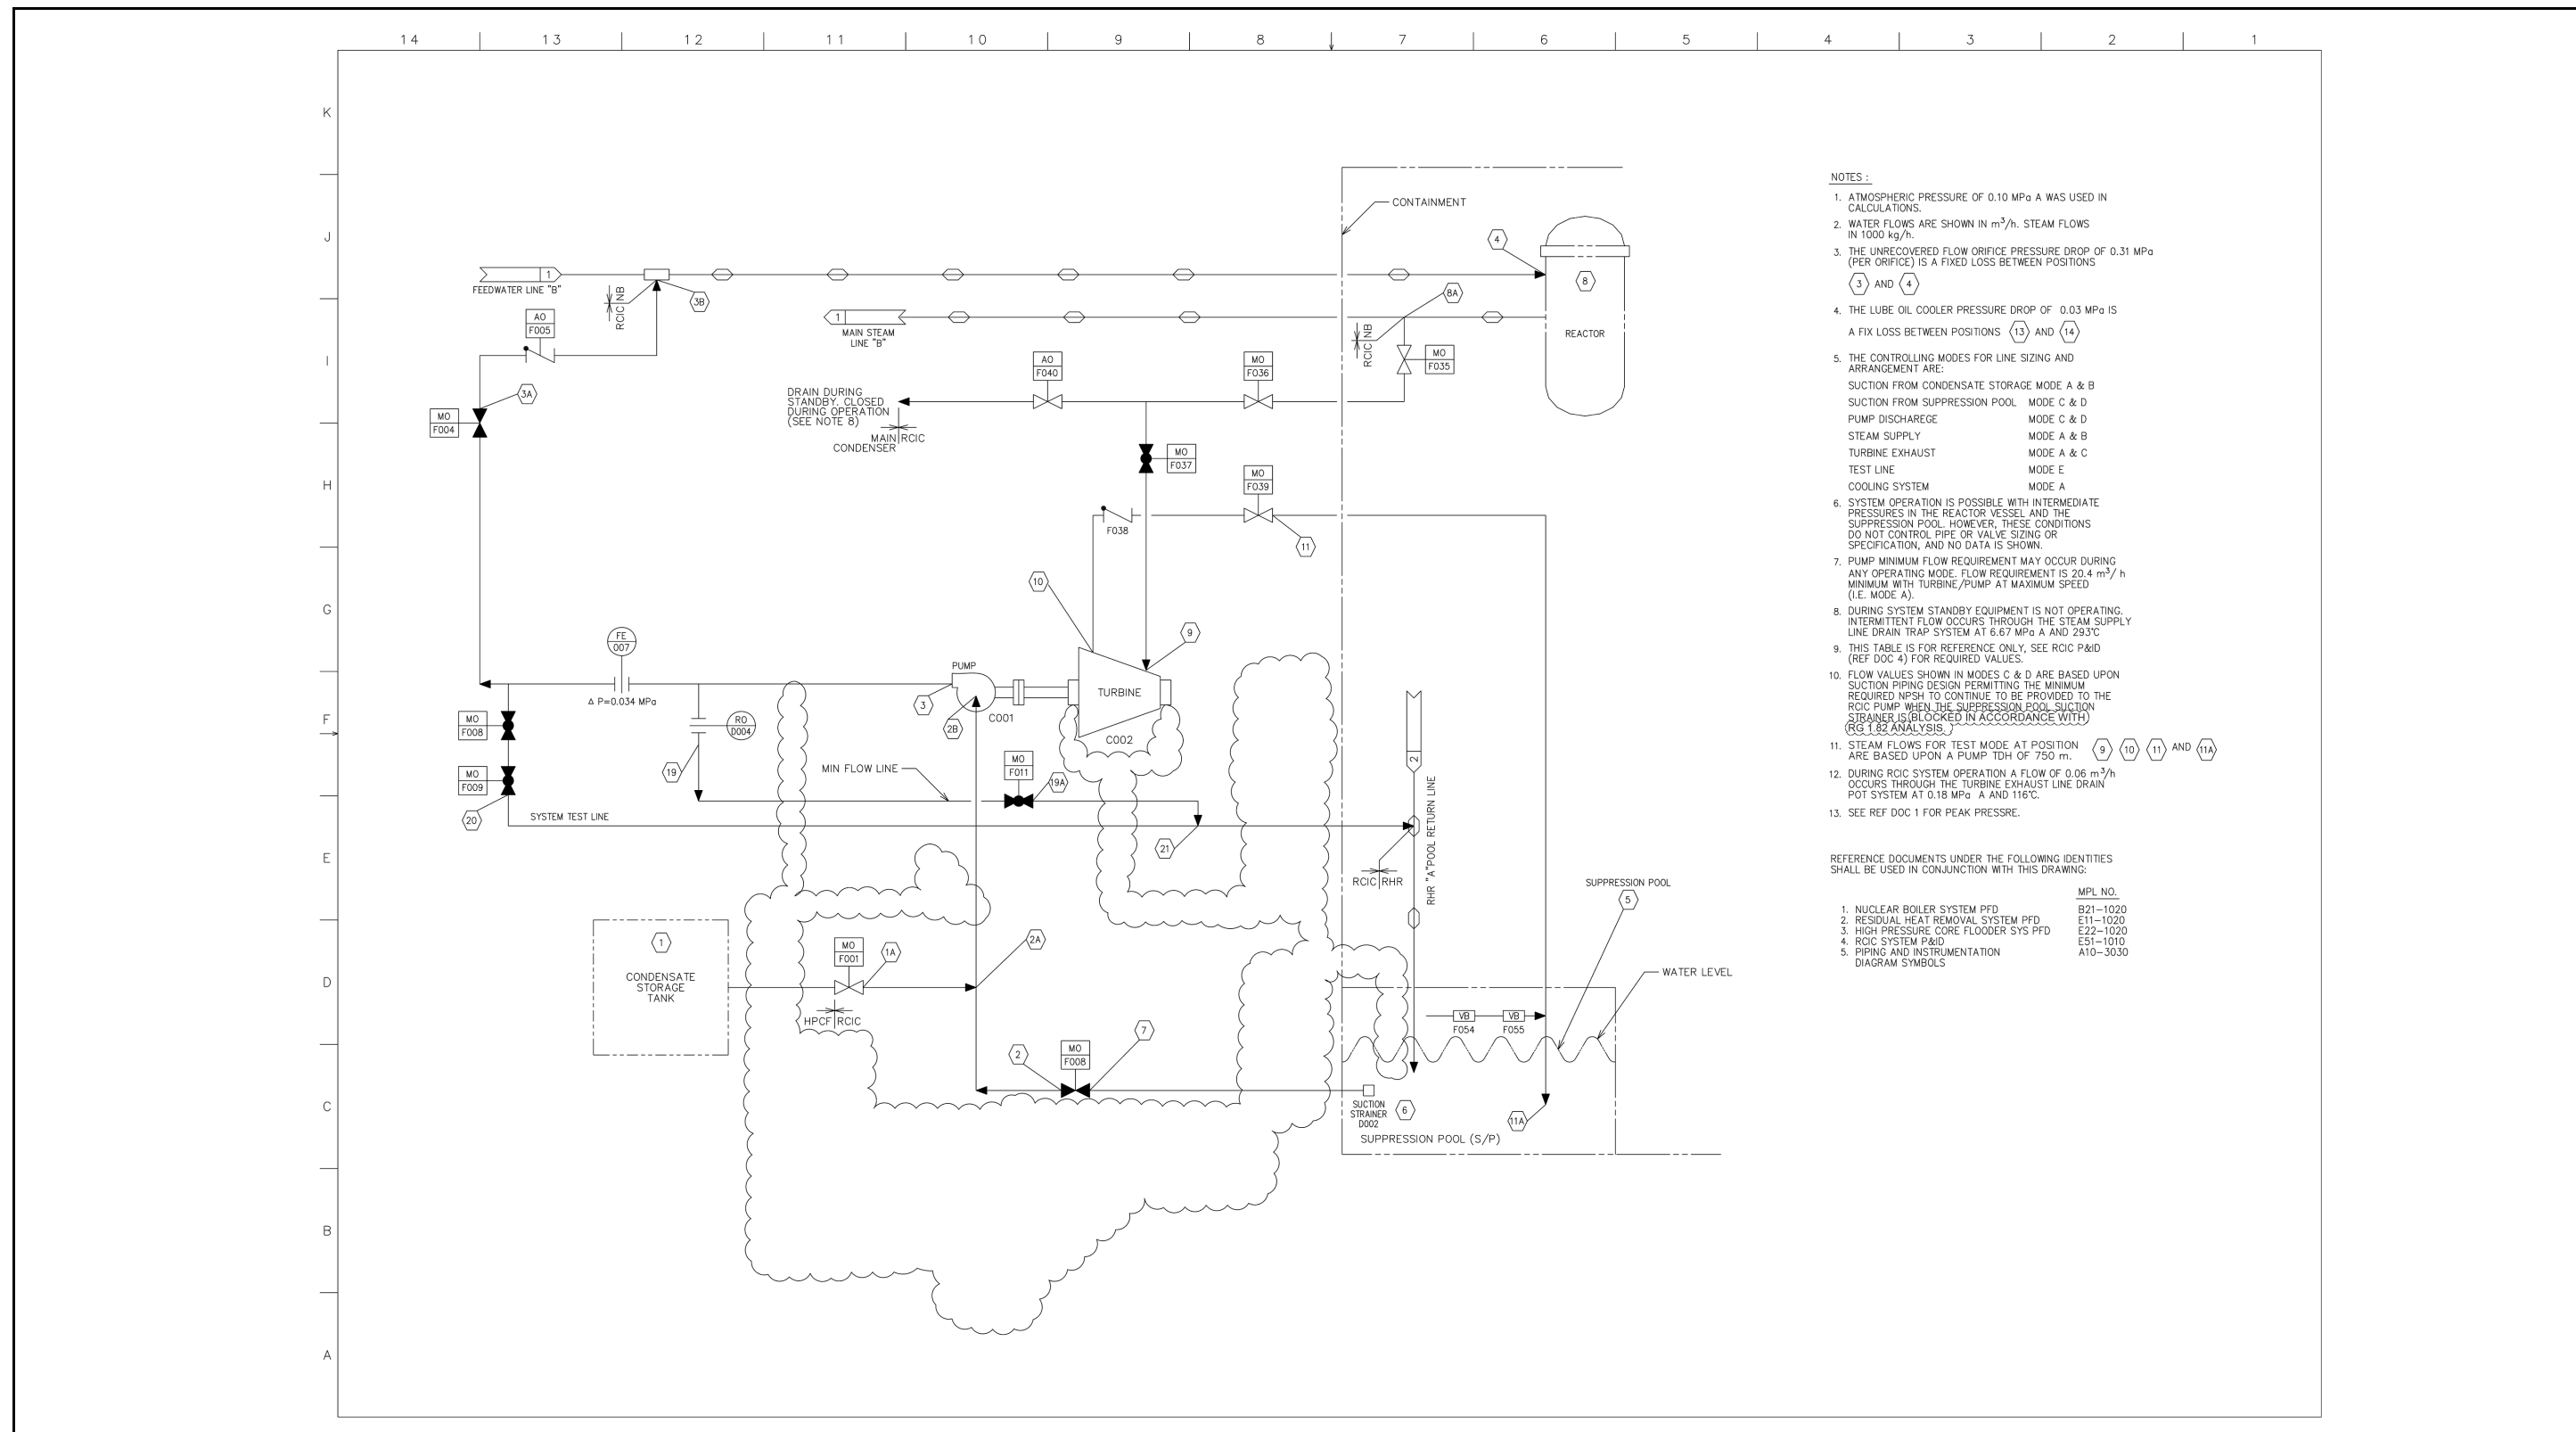 14 13 12 11 10 9 8 7 6 5 4 3 2 1
K
J
I
H
G
F
E
D
C
B
A
CONTAINMENT
4
1
FEEDWATER LINE "B"
RCIC NB
3B
8
8A
1
MAIN STEAM
LINE "B"
RCIC NB
REACTOR
AO
F005
3A
MO
F004
AO
F040
MO
F036
MO
F035
DRAIN DURING
STANDBY. CLOSED
DURING OPERATION
(SEE NOTE 8)
MAIN RCIC
CONDENSER
MO
F037
MO
F039
F038
11
10
9
FE
007
Δ P=0.034 MPa
PUMP
TURBINE
3
2B
C001
C002
MO
F008
RO
D004
MO
F009
19
20
MIN FLOW LINE
MO
F011
19A
SYSTEM TEST LINE
21
2
RHR "A" POOL RETURN LINE
RCIC RHR
SUPPRESSION POOL
5
1
CONDENSATE
STORAGE
TANK
MO
F001
1A
2A
HPCF RCIC
WATER LEVEL
VB
F054
VB
F055
2
MO
F008
7
SUCTION
STRAINER
D002
6
11A
SUPPRESSION POOL (S/P)
NOTES :
1. ATMOSPHERIC PRESSURE OF 0.10 MPa A WAS USED IN
CALCULATIONS.
2. WATER FLOWS ARE SHOWN IN m³/h. STEAM FLOWS
IN 1000 kg/h.
3. THE UNRECOVERED FLOW ORIFICE PRESSURE DROP OF 0.31 MPa
(PER ORIFICE) IS A FIXED LOSS BETWEEN POSITIONS
3 AND 4
4. THE LUBE OIL COOLER PRESSURE DROP OF 0.03 MPa IS
A FIX LOSS BETWEEN POSITIONS 13 AND 14
5. THE CONTROLLING MODES FOR LINE SIZING AND
ARRANGEMENT ARE:
SUCTION FROM CONDENSATE STORAGE MODE A & B
SUCTION FROM SUPPRESSION POOL MODE C & D
PUMP DISCHAREGE MODE C & D
STEAM SUPPLY MODE A & B
TURBINE EXHAUST MODE A & C
TEST LINE MODE E
COOLING SYSTEM MODE A
6. SYSTEM OPERATION IS POSSIBLE WITH INTERMEDIATE
PRESSURES IN THE REACTOR VESSEL AND THE
SUPPRESSION POOL. HOWEVER, THESE CONDITIONS
DO NOT CONTROL PIPE OR VALVE SIZING OR
SPECIFICATION, AND NO DATA IS SHOWN.
7. PUMP MINIMUM FLOW REQUIREMENT MAY OCCUR DURING
ANY OPERATING MODE. FLOW REQUIREMENT IS 20.4 m³/ h
MINIMUM WITH TURBINE/PUMP AT MAXIMUM SPEED
(I.E. MODE A).
8. DURING SYSTEM STANDBY EQUIPMENT IS NOT OPERATING.
INTERMITTENT FLOW OCCURS THROUGH THE STEAM SUPPLY
LINE DRAIN TRAP SYSTEM AT 6.67 MPa A AND 293°C
9. THIS TABLE IS FOR REFERENCE ONLY, SEE RCIC P&ID
(REF DOC 4) FOR REQUIRED VALUES.
10. FLOW VALUES SHOWN IN MODES C & D ARE BASED UPON
SUCTION PIPING DESIGN PERMITTING THE MINIMUM
REQUIRED NPSH TO CONTINUE TO BE PROVIDED TO THE
RCIC PUMP WHEN THE SUPPRESSION POOL SUCTION
STRAINER IS BLOCKED IN ACCORDANCE WITH
RG 1.82 ANALYSIS.
11. STEAM FLOWS FOR TEST MODE AT POSITION 9 10 11 AND 11A
ARE BASED UPON A PUMP TDH OF 750 m.
12. DURING RCIC SYSTEM OPERATION A FLOW OF 0.06 m³/h
OCCURS THROUGH THE TURBINE EXHAUST LINE DRAIN
POT SYSTEM AT 0.18 MPa A AND 116°C.
13. SEE REF DOC 1 FOR PEAK PRESSRE.
REFERENCE DOCUMENTS UNDER THE FOLLOWING IDENTITIES
SHALL BE USED IN CONJUNCTION WITH THIS DRAWING:
MPL NO.
1. NUCLEAR BOILER SYSTEM PFD B21-1020
2. RESIDUAL HEAT REMOVAL SYSTEM PFD E11-1020
3. HIGH PRESSURE CORE FLOODER SYS PFD E22-1020
4. RCIC SYSTEM P&ID E51-1010
5. PIPING AND INSTRUMENTATION A10-3030
DIAGRAM SYMBOLS